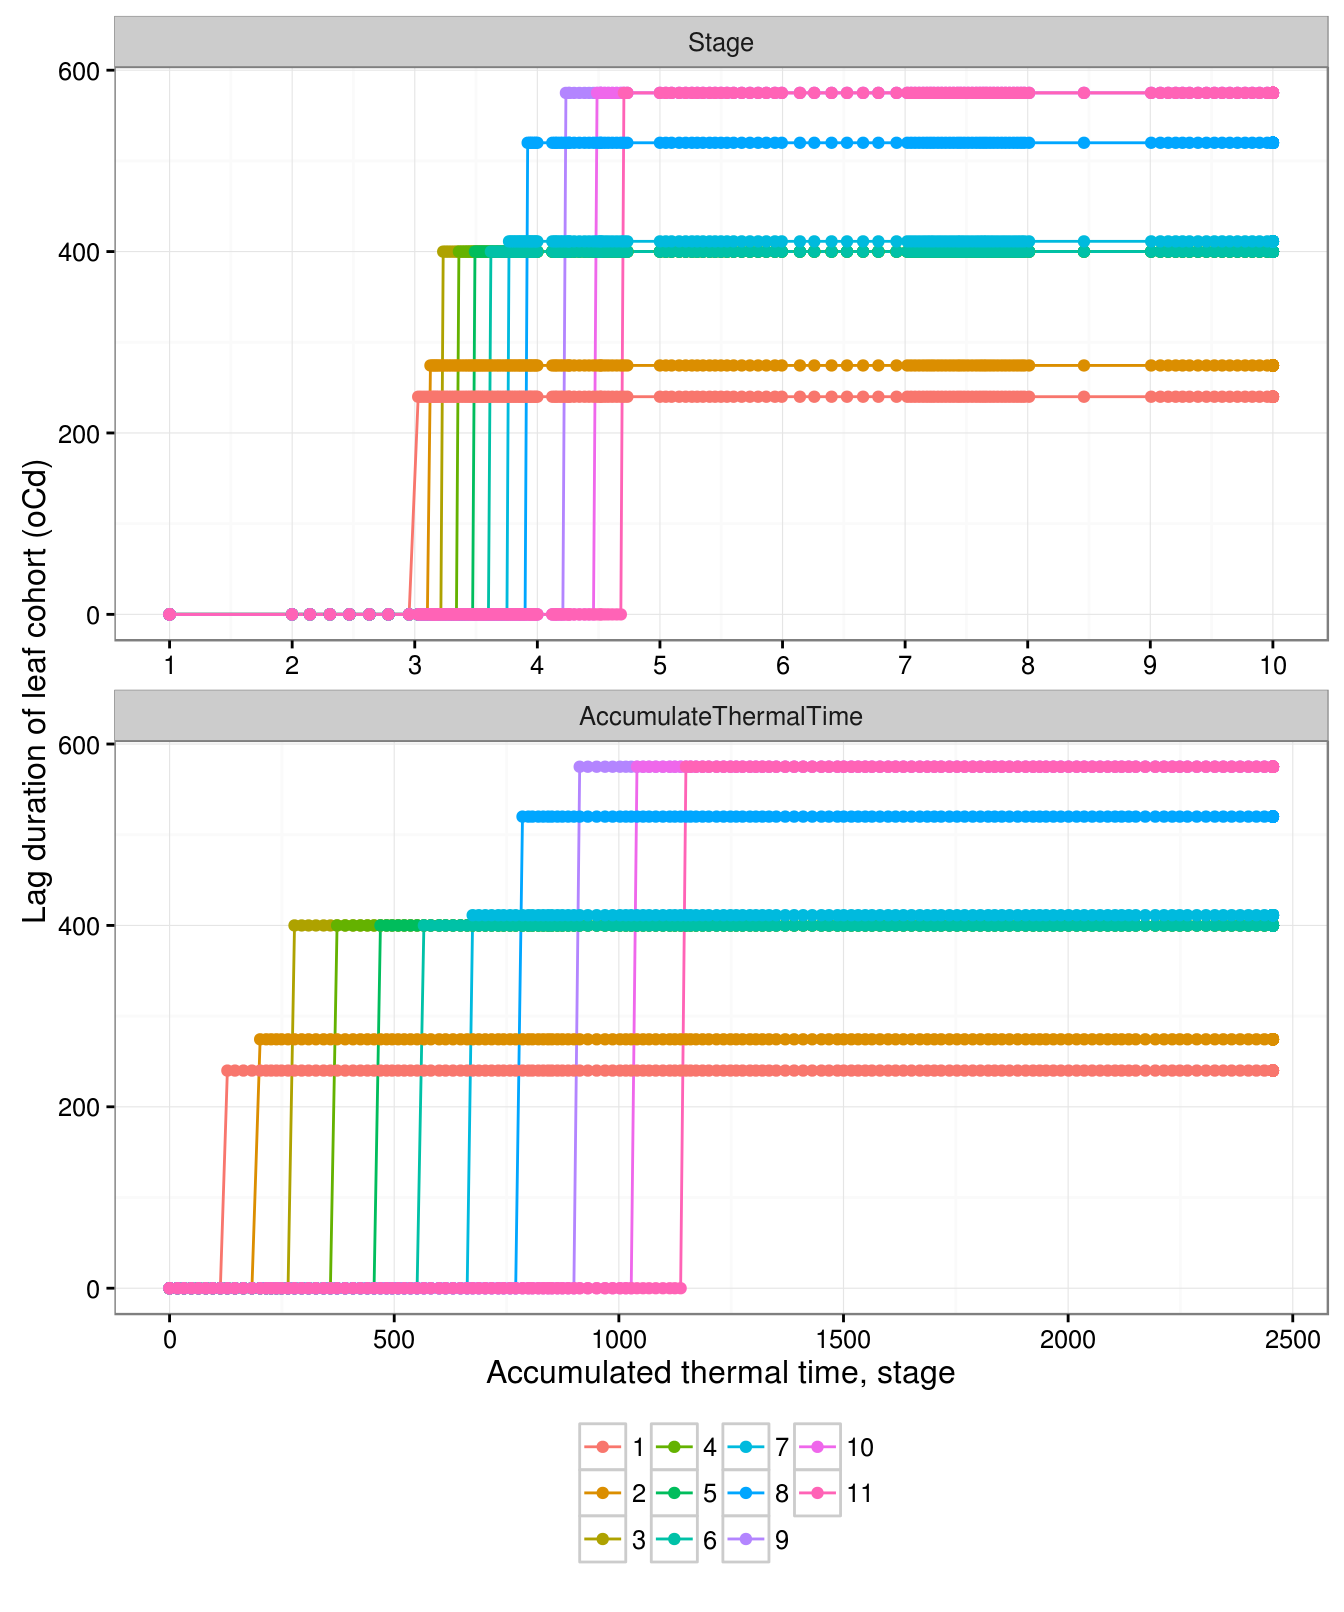 Stage
600
400
200
0
1 2 3 4 5 6 7 8 9 10
Lag duration of leaf cohort (oCd)
AccumulateThermalTime
600
400
200
0
0 500 1000 1500 2000 2500
Accumulated thermal time, stage
1 4 7 10
2 5 8 11
3 6 9